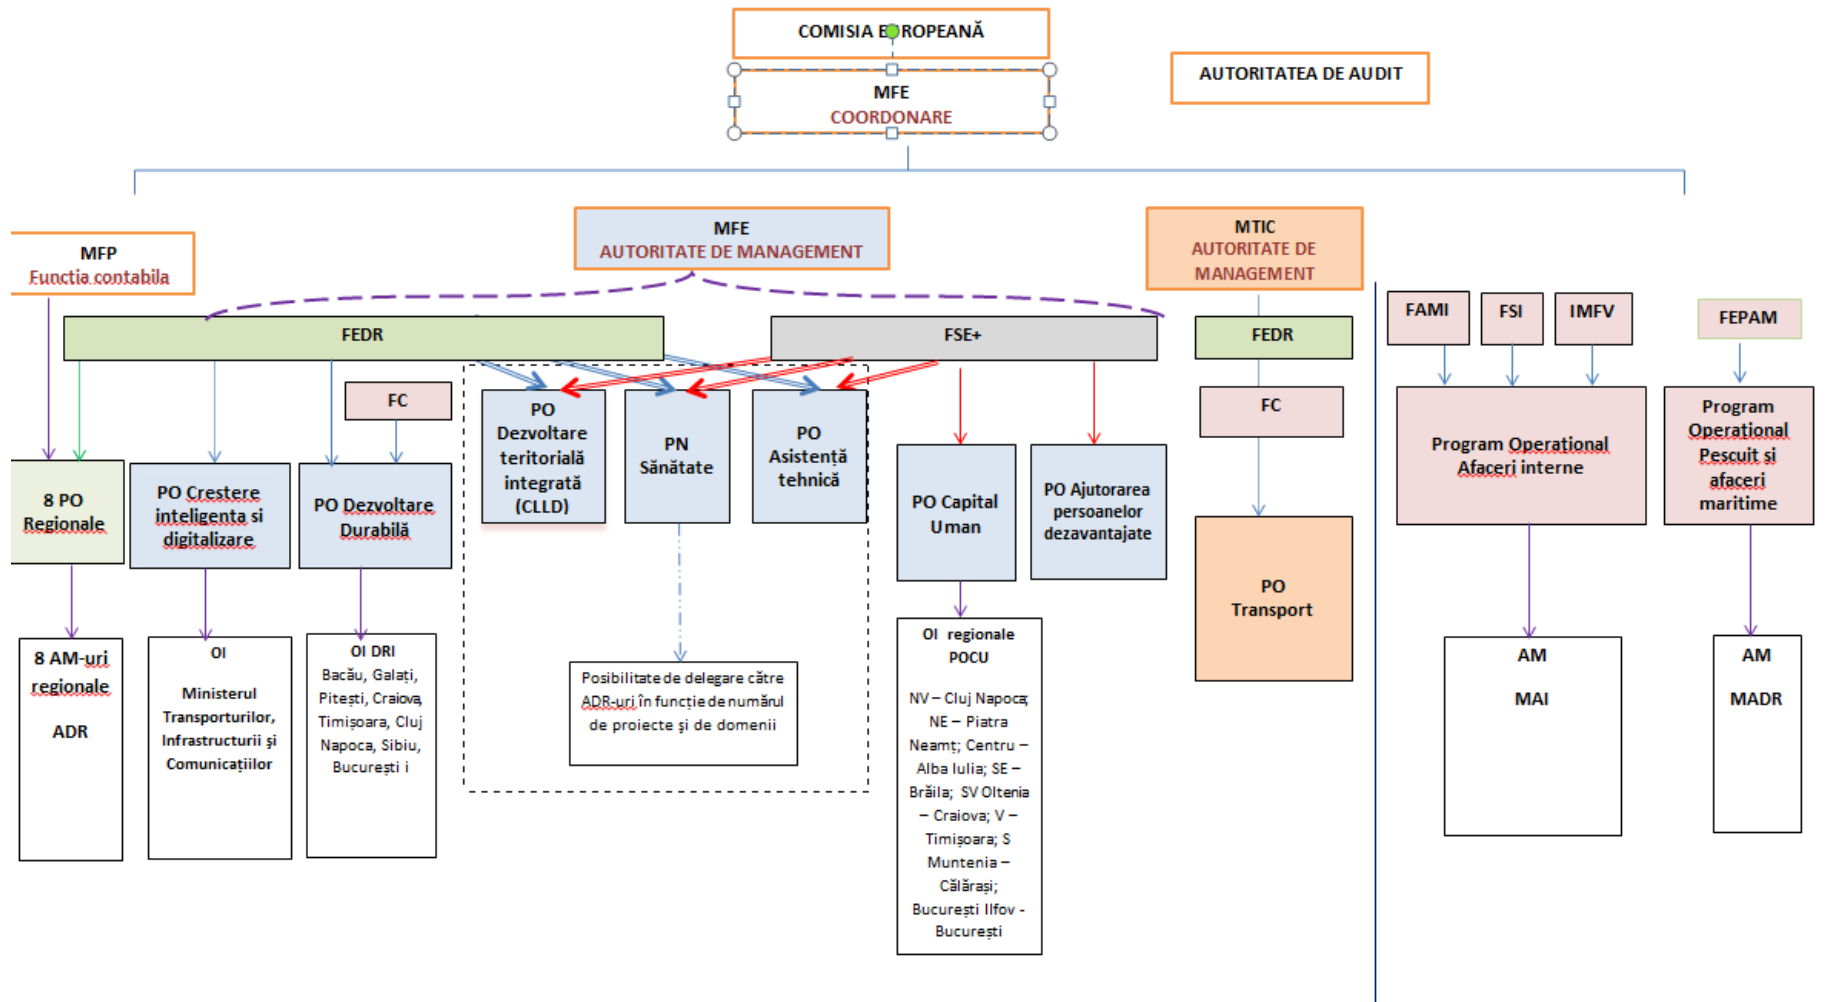 COMISIA EUROPEANĂ
MFE
COORDONARE
AUTORITATEA DE AUDIT
MFP
Functia contabila
MFE
AUTORITATE DE MANAGEMENT
MTIC
AUTORITATE DE
MANAGEMENT
FEDR
FSE+
FEDR
FC
FC
FAMI
FSI
IMFV
FEPAM
8 PO
Regionale
PO Crestere
inteligenta si
digitalizare
PO Dezvoltare
Durabilă
PO
Dezvoltare
teritorială
integrată
(CLLD)
PN
Sănătate
PO
Asistență
tehnică
PO Capital
Uman
PO Ajutorarea
persoanelor
dezavantajate
PO
Transport
Program Operațional
Afaceri interne
Program
Operațional
Pescuit si
afaceri
maritime
8 AM-uri
regionale
ADR
OI
Ministerul
Transporturilor,
Infrastructurii și
Comunicațiilor
OI DRI
Bacău, Galați,
Pitești, Craiova,
Timișoara, Cluj
Napoca, Sibiu,
București i
Posibilitate de delegare către
ADR-uri în funcție de numărul
de proiecte și de domenii
OI regionale
POCU
NV – Cluj Napoca;
NE – Piatra
Neamț; Centru –
Alba Iulia; SE –
Brăila; SV Oltenia
– Craiova; V –
Timișoara; S
Muntenia –
Călărași;
București Ilfov -
București
AM
MAI
AM
MADR